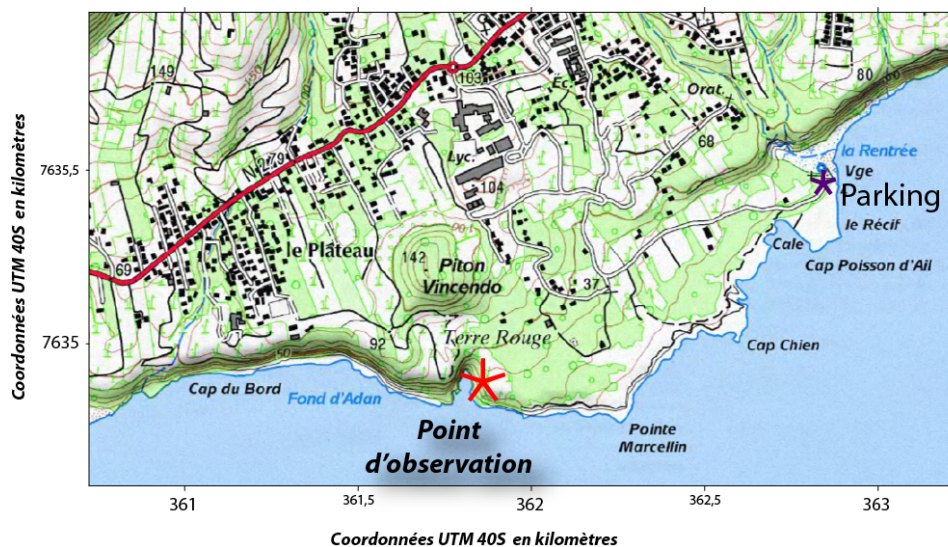 149
103
Ec.
Orat.
80
7635,5
N 2 79
Lyc.
68
la Rentrée
Vge
Parking
104
le Récif
le Plateau
142
Piton
Vincendo
37
Cale
Cap Poisson d'Ail
69
7635
92
Terre Rouge
50
Cap Chien
Cap du Bord
Fond d'Adan
Point
d'observation
Pointe
Marcellin
361
361,5
362
362,5
363
Coordonnées UTM 40S en kilomètres
Coordonnées UTM 40S en kilomètres